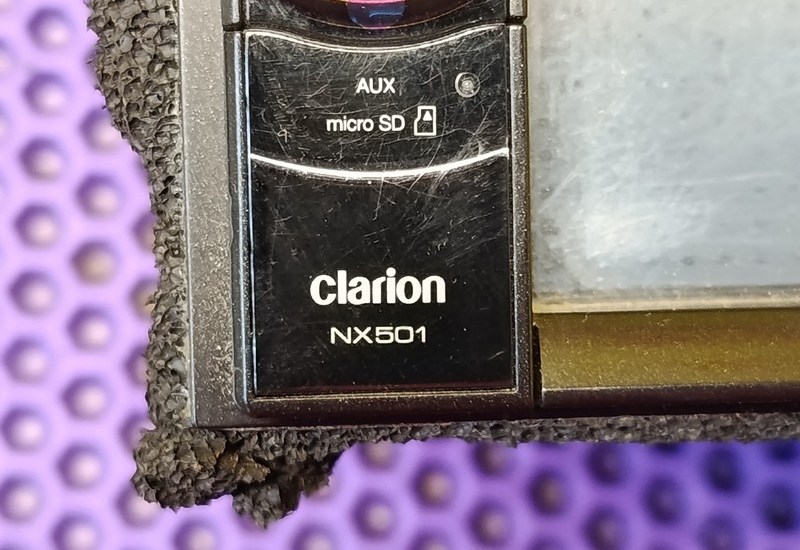 AUX
micro SD
clarion
NX501